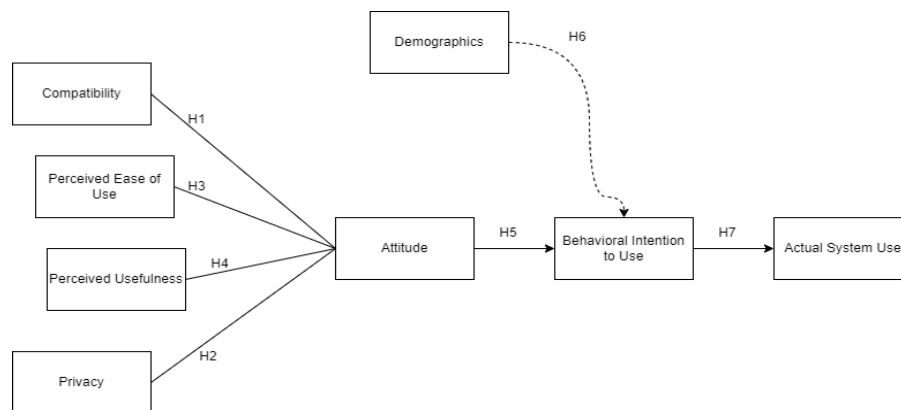 Demographics
H6
Compatibility
H1
Perceived Ease of
Use
H3
Attitude
H5
Behavioral Intention
to Use
H7
Actual System Use
Perceived Usefulness
H4
H2
Privacy